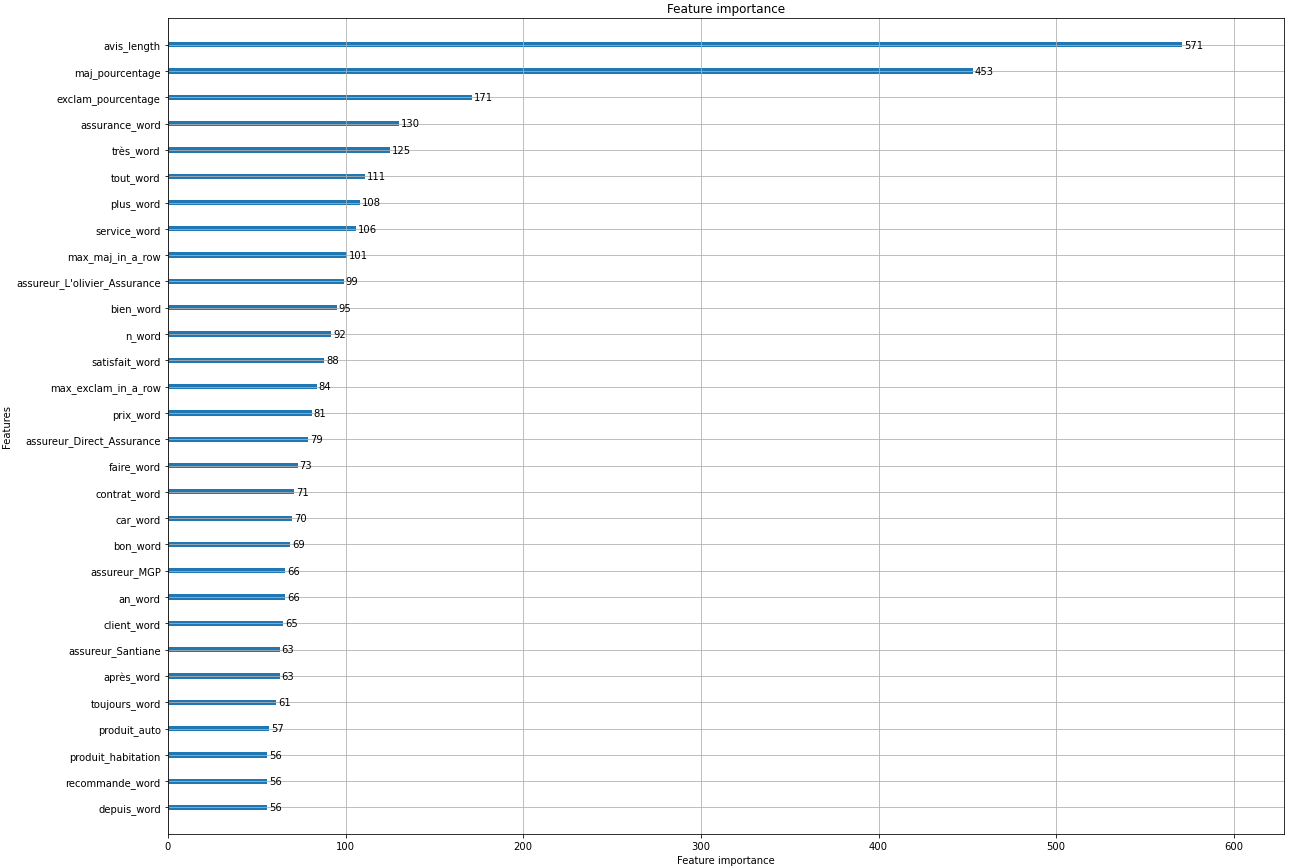 Feature importance
avis_length 571
maj_pourcentage 453
exclam_pourcentage 171
assurance_word 130
très_word 125
tout_word 111
plus_word 108
service_word 106
max_maj_in_a_row 101
assureur_L'olivier_Assurance 99
bien_word 95
n_word 92
satisfait_word 88
max_exclam_in_a_row 84
prix_word 81
assureur_Direct_Assurance 79
faire_word 73
contrat_word 71
car_word 70
bon_word 69
assureur_MGP 66
an_word 66
client_word 65
assureur_Santiane 63
après_word 63
toujours_word 61
produit_auto 57
produit_habitation 56
recommande_word 56
depuis_word 56
Features
0 100 200 300 400 500 600
Feature importance